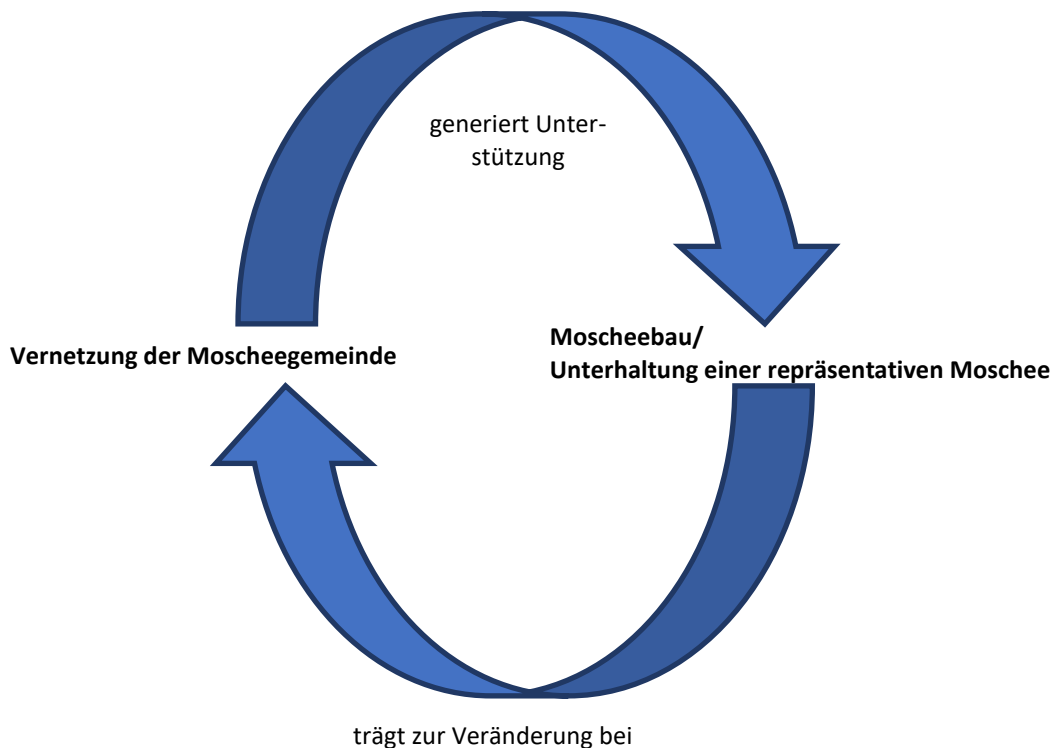 generiert Unter-
stützung
Vernetzung der Moscheegemeinde
Moscheebau/
Unterhaltung einer repräsentativen Moschee
trägt zur Veränderung bei